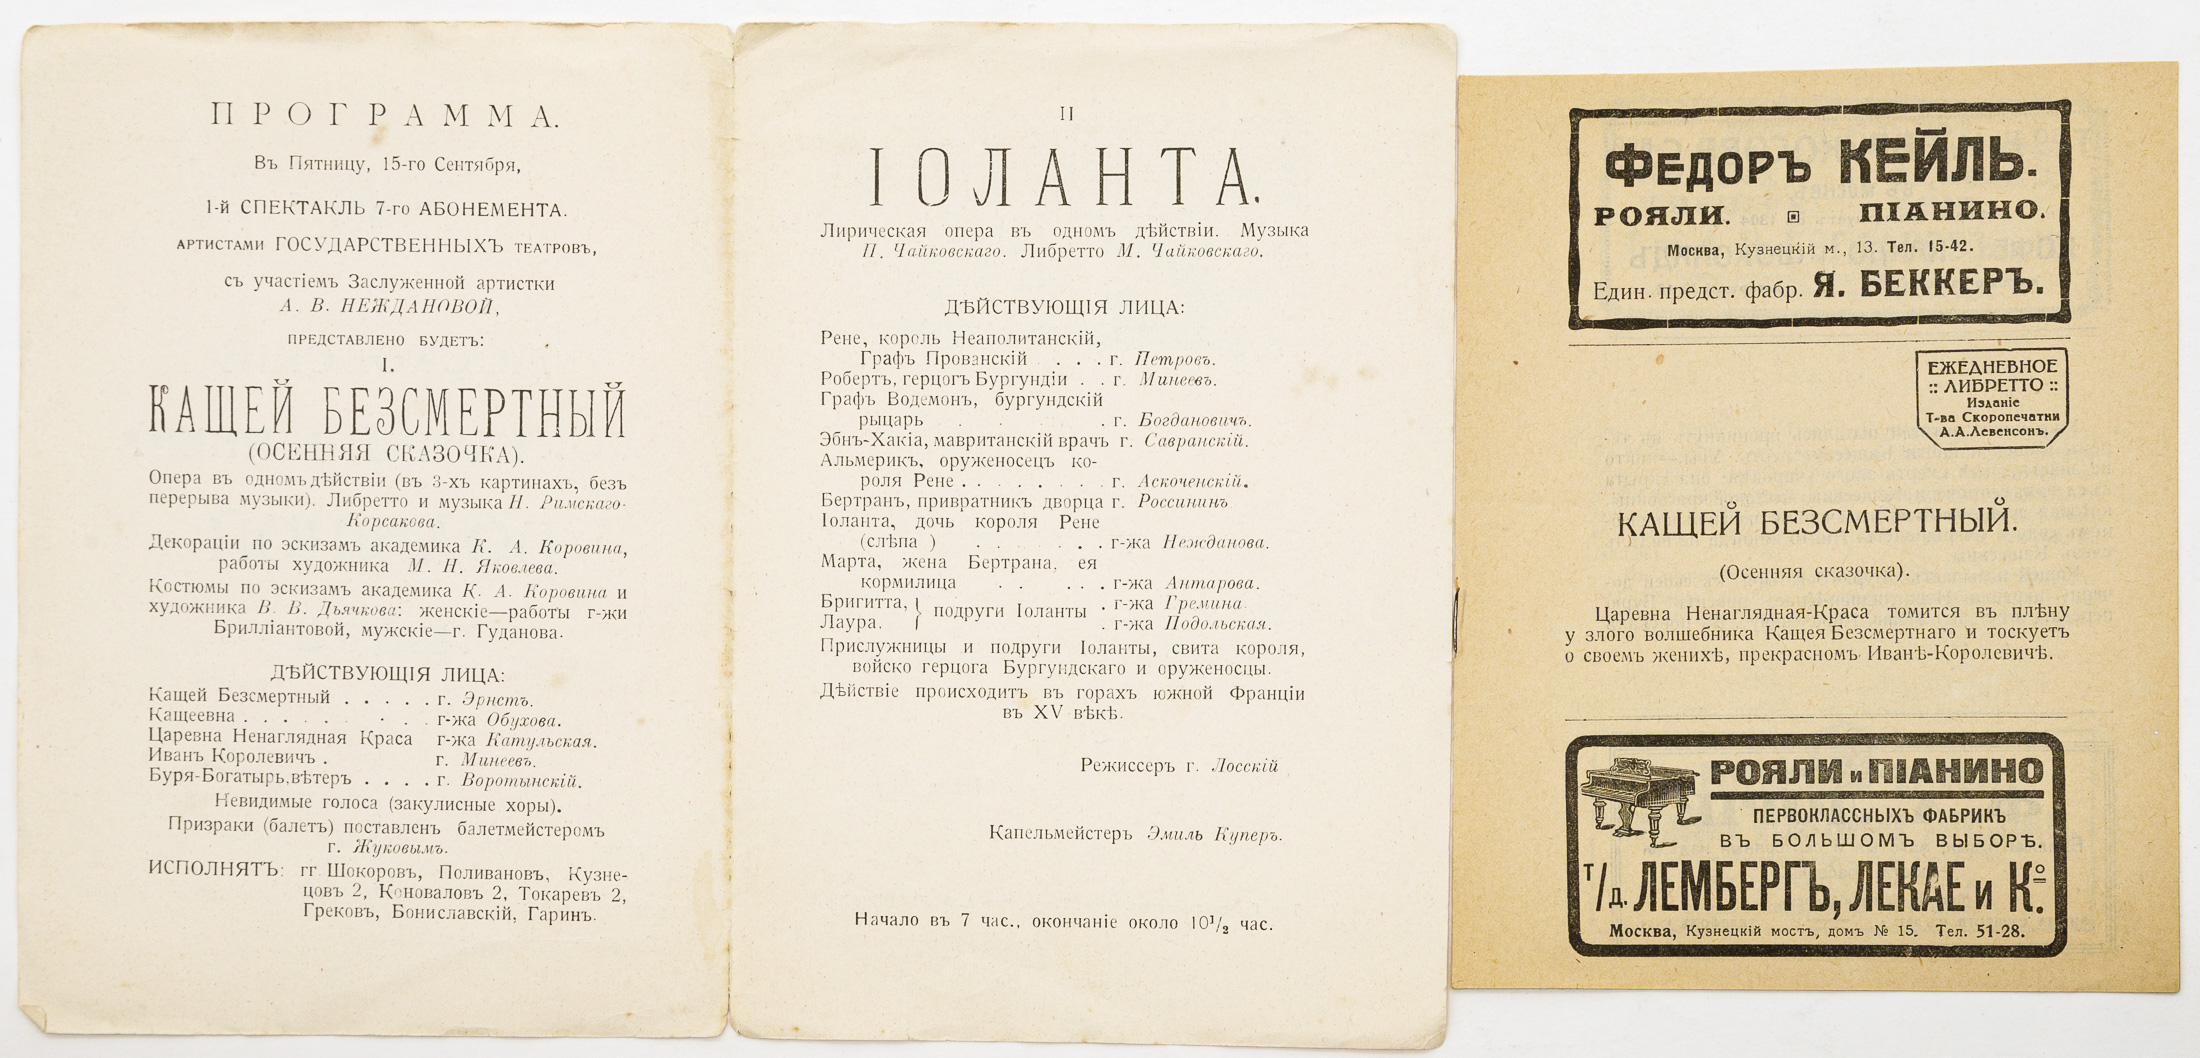 ПРОГРАММА.
Въ Пятницу, 15-го Сентября,
1-й СПЕКТАКЛЬ 7-го АБОНЕМЕНТА.
АРТИСТАМИ ГОСУДАРСТВЕННЫХЪ ТЕАТРОВЪ,
съ участіемъ Заслуженной артистки
А. В. НЕЖДАНОВОЙ,
ПРЕДСТАВЛЕНО БУДЕТЪ:
I.
КАЩЕЙ БЕЗСМЕРТНЫЙ
(ОСЕННЯЯ СКАЗОЧКА).
Опера въ одномъ дѣйствіи (въ 3-хъ картинахъ, безъ
перерыва музыки). Либретто и музыка Н. Римскаго-
Корсакова.
Декораціи по эскизамъ академика К. А. Коровина,
работы художника М. Н. Яковлева.
Костюмы по эскизамъ академика К. А. Коровина и
художника В. В. Дьячкова: женскіе—работы г-жи
Брилліантовой, мужскіе—г. Гуданова.
ДѢЙСТВУЮЩІЯ ЛИЦА:
Кащей Безсмертный . . . . . г. Эрнстъ.
Кащеевна . . . . . . . . г-жа Обухова.
Царевна Ненаглядная Краса г-жа Катульская.
Иванъ Королевичъ . г. Минеевъ.
Буря-Богатырь,вѣтеръ . . . . г. Воротынскій.
Невидимые голоса (закулисные хоры).
Призраки (балетъ) поставленъ балетмейстеромъ
г. Жуковымъ.
ИСПОЛНЯТЪ: гг. Шокоровъ, Поливановъ, Кузне-
цовъ 2, Коноваловъ 2, Токаревъ 2,
Грековъ, Бониславскій, Гаринъ.
II
ІОЛАНТА.
Лирическая опера въ одномъ дѣйствіи. Музыка
П. Чайковскаго. Либретто М. Чайковскаго.
ДѢЙСТВУЮЩІЯ ЛИЦА:
Рене, король Неаполитанскій,
Графъ Прованскій . . . г. Петровъ.
Робертъ, герцогъ Бургундіи . . г. Минеевъ.
Графъ Водемонъ, бургундскій
рыцарь . . . г. Богдановичъ.
Эбнъ-Хакіа, мавританскій врачъ г. Савранскій.
Альмерикъ, оруженосецъ ко-
роля Рене . . . . . . . . г. Аскоченскій.
Бертранъ, привратникъ дворца г. Россининъ
Іоланта, дочь короля Рене
(слѣпа ) . . . . . г-жа Нежданова.
Марта, жена Бертрана, ея
кормилица . . . . . г-жа Антарова.
Бригитта, } подруги Іоланты . г-жа Гремина.
Лаура, . г-жа Подольская.
Прислужницы и подруги Іоланты, свита короля,
войско герцога Бургундскаго и оруженосцы.
Дѣйствіе происходитъ въ горахъ южной Франціи
въ XV вѣкѣ.
Режиссеръ г. Лосскій
Капельмейстеръ Эмиль Куперъ.
Начало въ 7 час., окончаніе около 10¹/₂ час.
ФЕДОРЪ КЕЙЛЬ.
РОЯЛИ. ПІАНИНО.
Москва, Кузнецкій м., 13. Тел. 15-42.
Един. предст. фабр. Я. БЕККЕРЪ.
ЕЖЕДНЕВНОЕ
:: ЛИБРЕТТО ::
Изданіе
Т-ва Скоропечатни
А.А.Левенсонъ.
КАЩЕЙ БЕЗСМЕРТНЫЙ.
(Осенняя сказочка).
Царевна Ненаглядная-Краса томится въ плѣну
у злого волшебника Кащея Безсмертнаго и тоскуетъ
о своемъ женихѣ, прекрасномъ Иванѣ-Королевичѣ.
РОЯЛИ и ПІАНИНО
ПЕРВОКЛАССНЫХЪ ФАБРИКЪ
ВЪ БОЛЬШОМЪ ВЫБОРѢ.
Т/Д. ЛЕМБЕРГЪ, ЛЕКАЕ и Кº.
Москва, Кузнецкій мостъ, домъ № 15. Тел. 51-28.